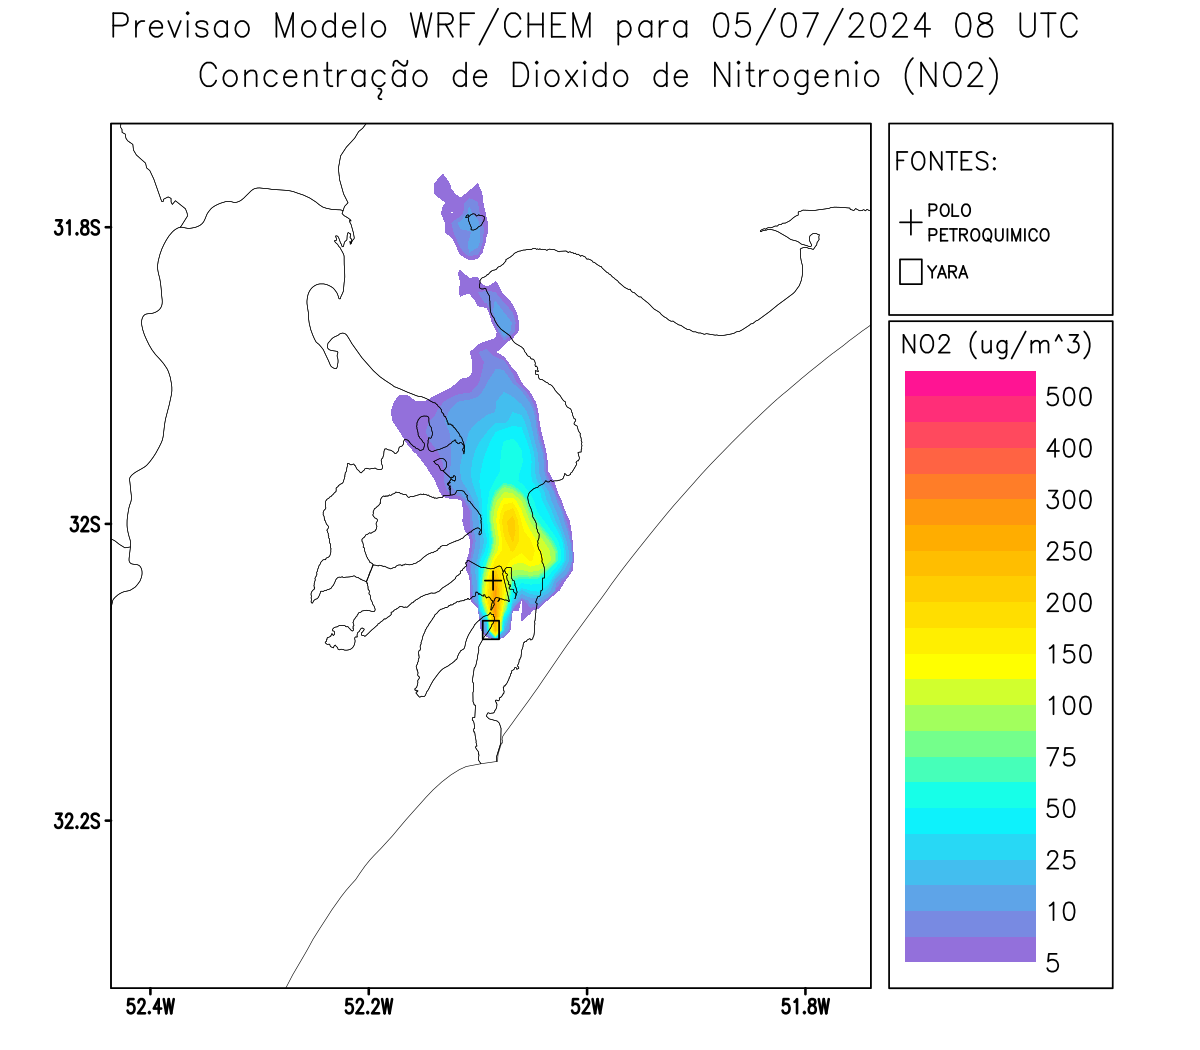 Previsao Modelo WRF/CHEM para 05/07/2024 08 UTC
Concentração de Dioxido de Nitrogenio (NO2)
FONTES:
POLO
PETROQUIMICO
YARA
NO2 (ug/m^3)
500
400
300
250
200
150
100
75
50
25
10
5
31.8S
32S
32.2S
52.4W
52.2W
52W
51.8W